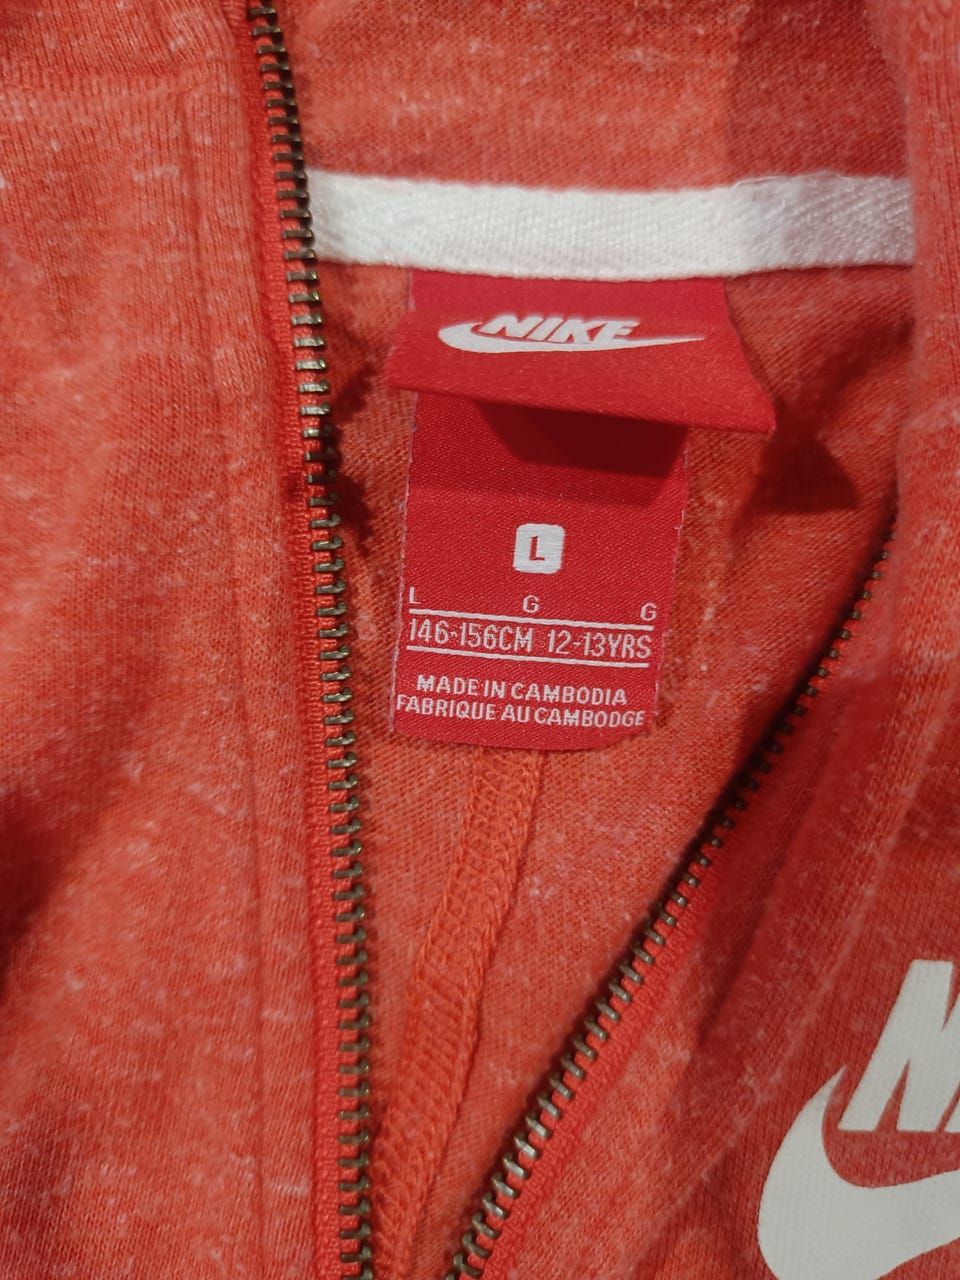 NIKE
L
L G G
146-156CM 12-13YRS
MADE IN CAMBODIA
FABRIQUE AU CAMBODGE